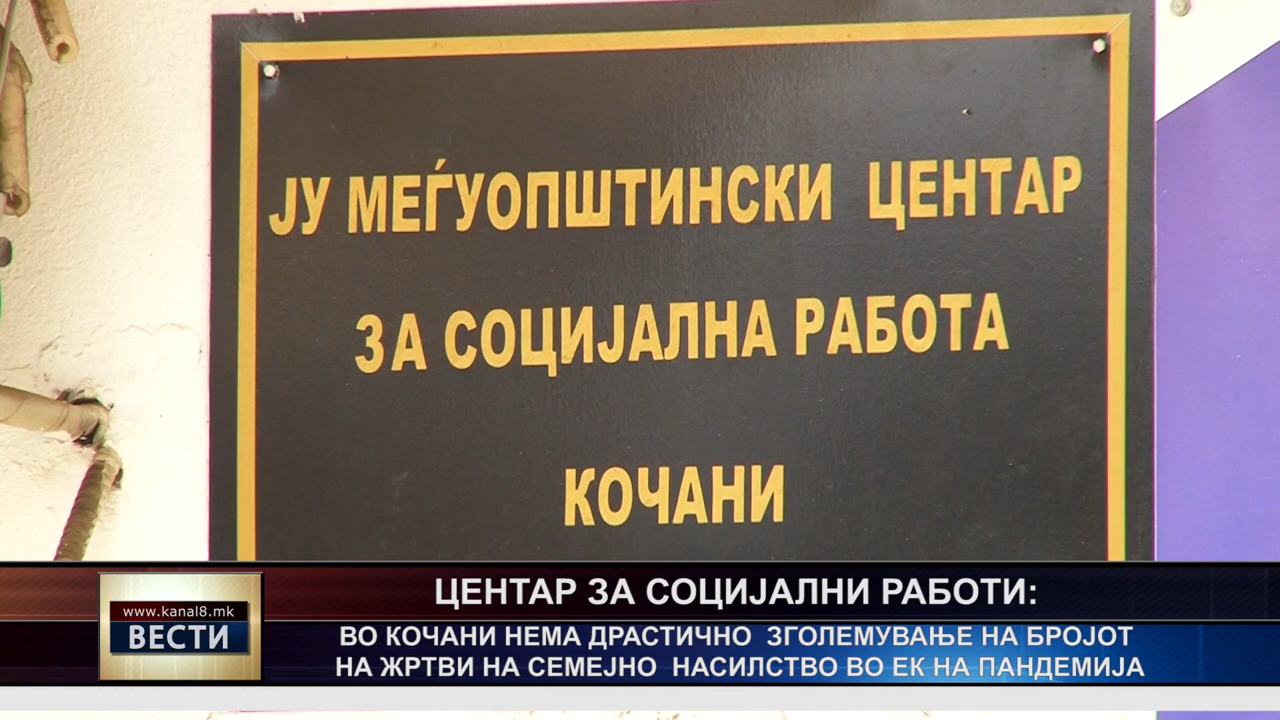 ЈУ МЕЃУОПШТИНСКИ ЦЕНТАР
ЗА СОЦИЈАЛНА РАБОТА
КОЧАНИ
ЦЕНТАР ЗА СОЦИЈАЛНИ РАБОТИ:
www.kanal8.mk
ВЕСТИ
ВО КОЧАНИ НЕМА ДРАСТИЧНО ЗГОЛЕМУВАЊЕ НА БРОЈОТ
НА ЖРТВИ НА СЕМЕЈНО НАСИЛСТВО ВО ЕК НА ПАНДЕМИЈА